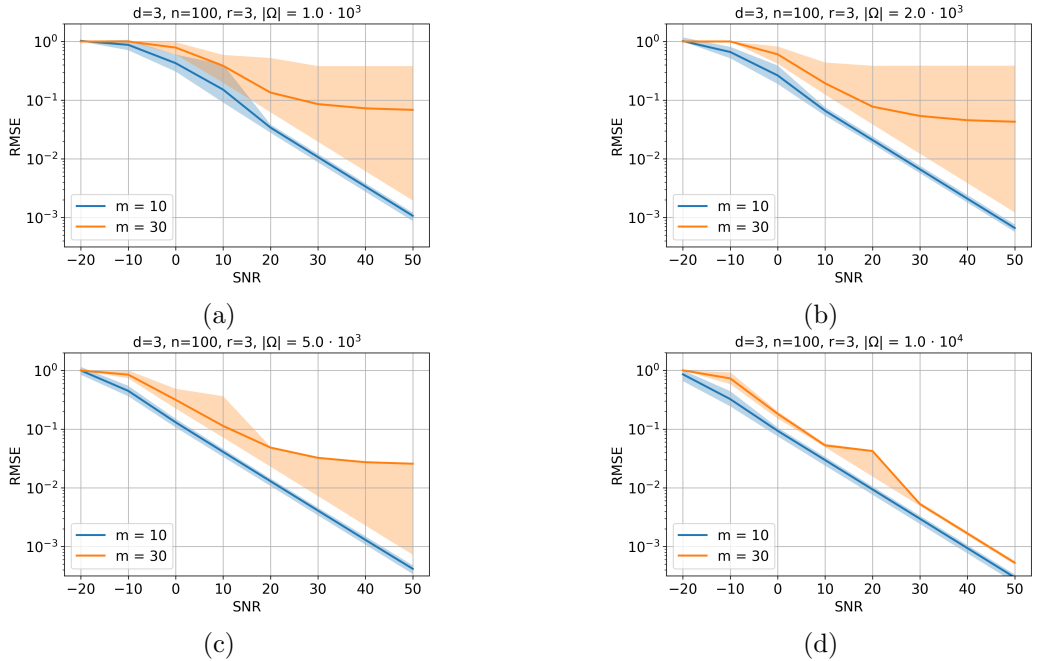 d=3, n=100, r=3, |Ω| = 1.0 · 10³
10⁰
10⁻¹
10⁻²
10⁻³
RMSE
m = 10
m = 30
−20 −10 0 10 20 30 40 50
SNR
(a)
d=3, n=100, r=3, |Ω| = 2.0 · 10³
10⁰
10⁻¹
10⁻²
10⁻³
RMSE
m = 10
m = 30
−20 −10 0 10 20 30 40 50
SNR
(b)
d=3, n=100, r=3, |Ω| = 5.0 · 10³
10⁰
10⁻¹
10⁻²
10⁻³
RMSE
m = 10
m = 30
−20 −10 0 10 20 30 40 50
SNR
(c)
d=3, n=100, r=3, |Ω| = 1.0 · 10⁴
10⁰
10⁻¹
10⁻²
10⁻³
RMSE
m = 10
m = 30
−20 −10 0 10 20 30 40 50
SNR
(d)